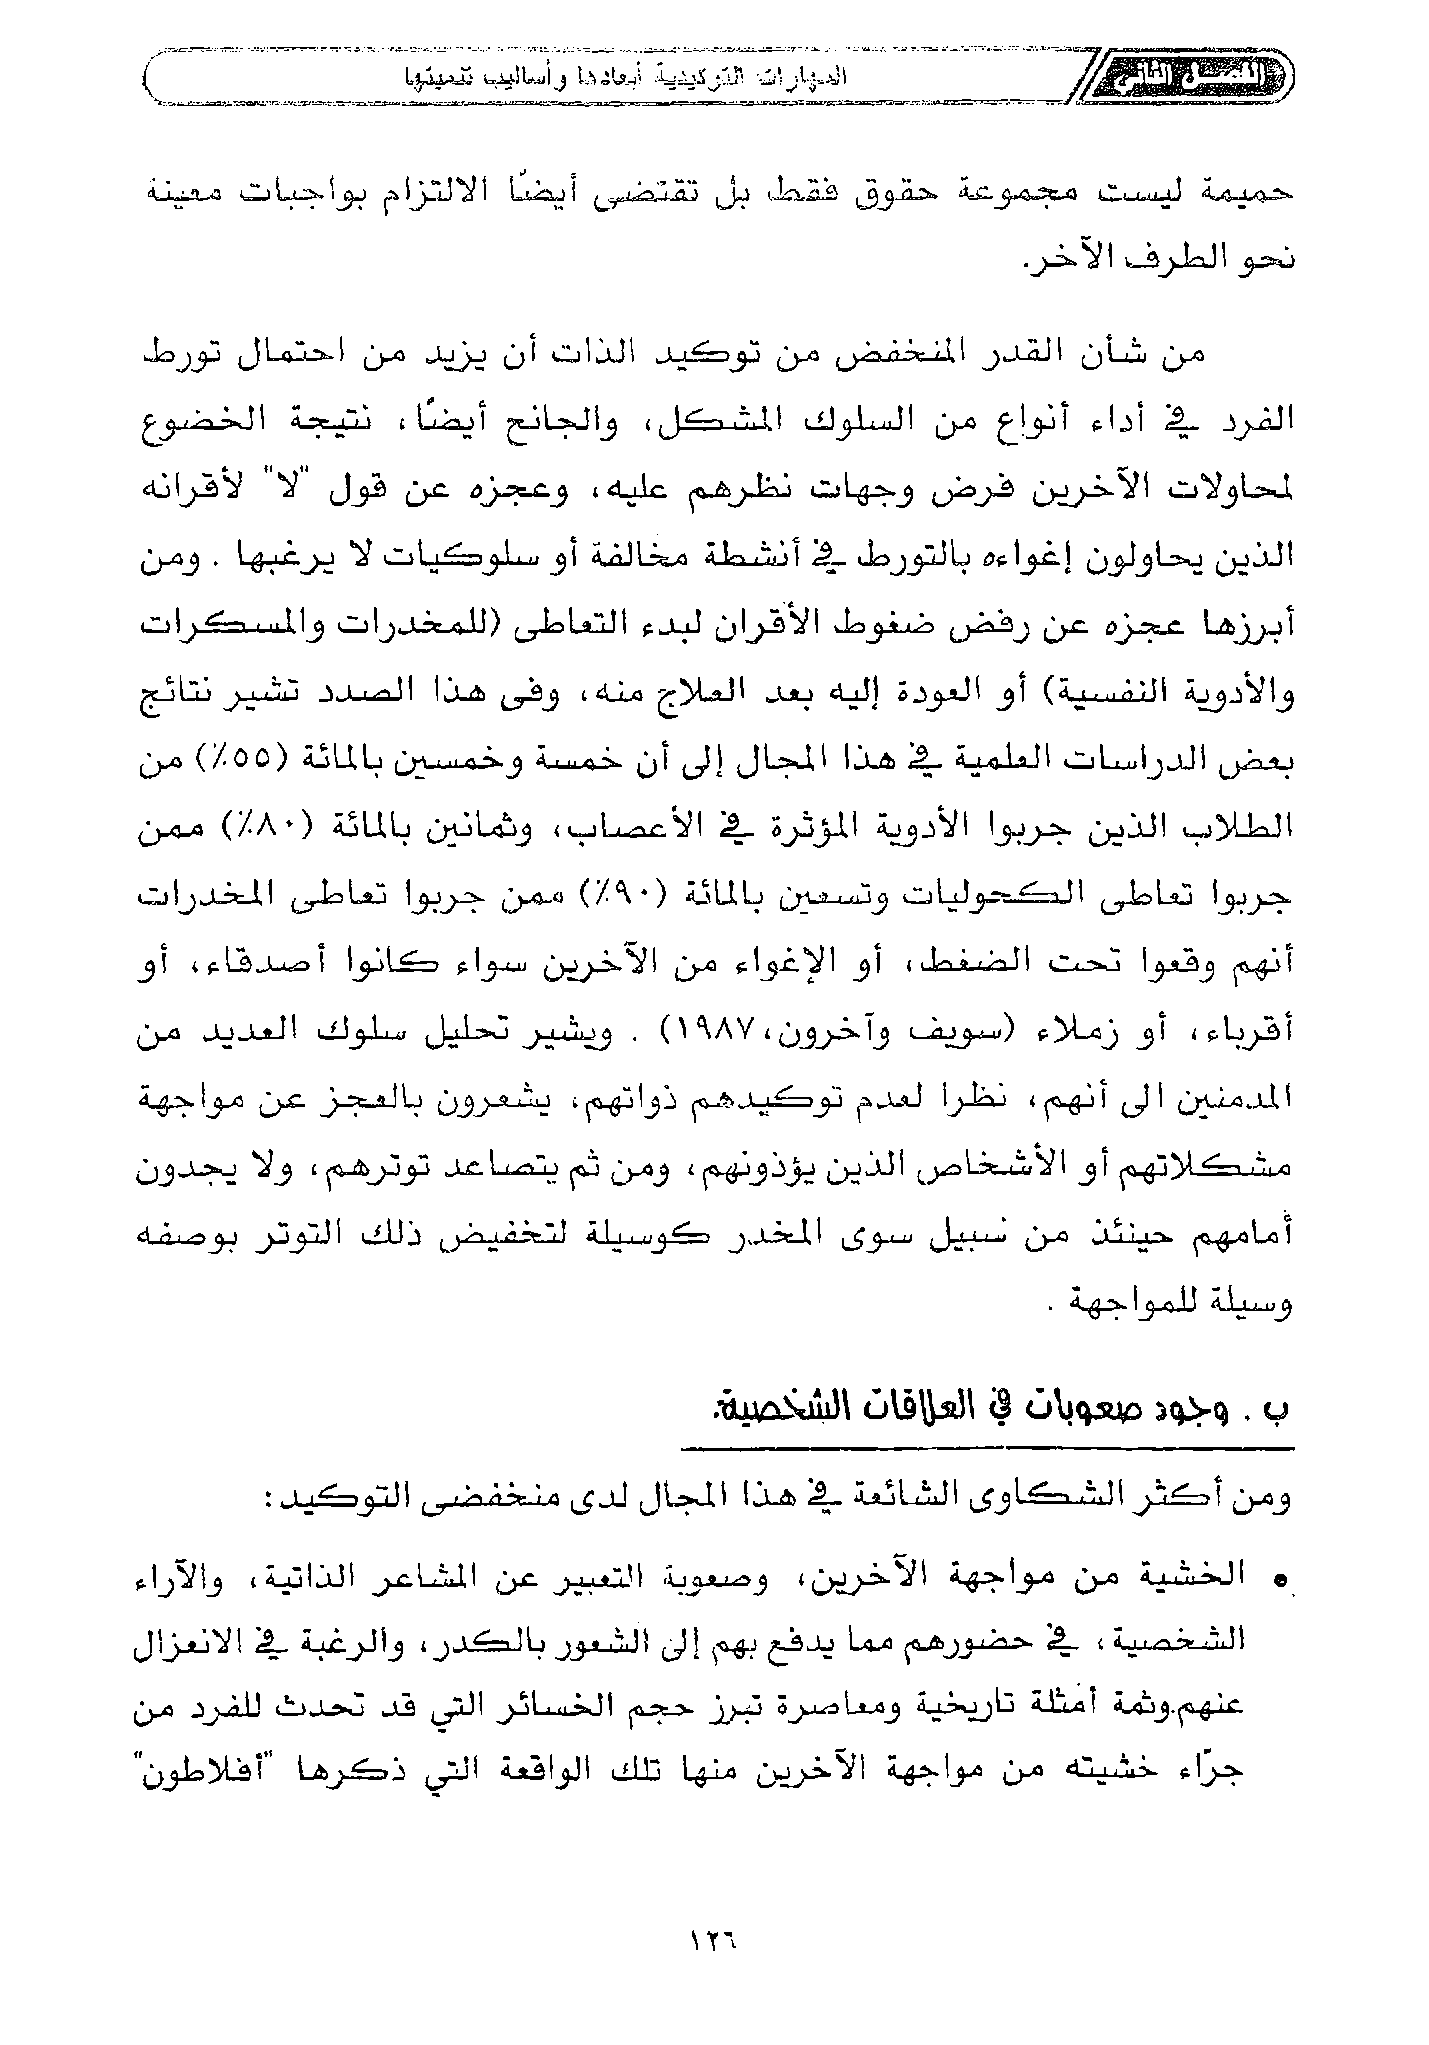 الفصل الثاني
المهارات التوكيدية أبعادها وأساليب تنميتها
حميمة ليست مجموعة حقوق فقط بل تقتضى أيضًا الالتزام بواجبات معينة
نحو الطرف الآخر.
من شأن القدر المنخفض من توكيد الذات أن يزيد من احتمال تورط
الفرد في أداء أنواع من السلوك المشكل، والجانح أيضًا، نتيجة الخضوع
لمحاولات الآخرين فرض وجهات نظرهم عليه، وعجزه عن قول "لا" لأقرانه
الذين يحاولون إغواءه بالتورط في أنشطة مخالفة أو سلوكيات لا يرغبها . ومن
أبرزها عجزه عن رفض ضغوط الأقران لبدء التعاطى (للمخدرات والمسكرات
والأدوية النفسية) أو العودة إليه بعد العلاج منه، وفى هذا الصدد تشير نتائج
بعض الدراسات العلمية في هذا المجال إلى أن خمسة وخمسين بالمائة (٥٥٪) من
الطلاب الذين جربوا الأدوية المؤثرة في الأعصاب، وثمانين بالمائة (٨٠٪) ممن
جربوا تعاطى الكحوليات وتسعين بالمائة (٩٠٪) ممن جربوا تعاطى المخدرات
أنهم وقعوا تحت الضغط، أو الإغواء من الآخرين سواء كانوا أصدقاء، أو
أقرباء، أو زملاء (سويف وآخرون، ١٩٨٧) . ويشير تحليل سلوك العديد من
المدمنين الى أنهم، نظرا لعدم توكيدهم ذواتهم، يشعرون بالعجز عن مواجهة
مشكلاتهم أو الأشخاص الذين يؤذونهم، ومن ثم يتصاعد توترهم، ولا يجدون
أمامهم حينئذ من سبيل سوى المخدر كوسيلة لتخفيض ذلك التوتر بوصفه
وسيلة للمواجهة .
ب . وجود صعوبات في العلاقات الشخصية.
ومن أكثر الشكاوى الشائعة في هذا المجال لدى منخفضى التوكيد:
• الخشية من مواجهة الآخرين، وصعوبة التعبير عن المشاعر الذاتية، والآراء
الشخصية، في حضورهم مما يدفع بهم إلى الشعور بالكدر، والرغبة في الانعزال
عنهم.وثمة أمثلة تاريخية ومعاصرة تبرز حجم الخسائر التي قد تحدث للفرد من
جرّاء خشيته من مواجهة الآخرين منها تلك الواقعة التي ذكرها "أفلاطون"
١٢٦